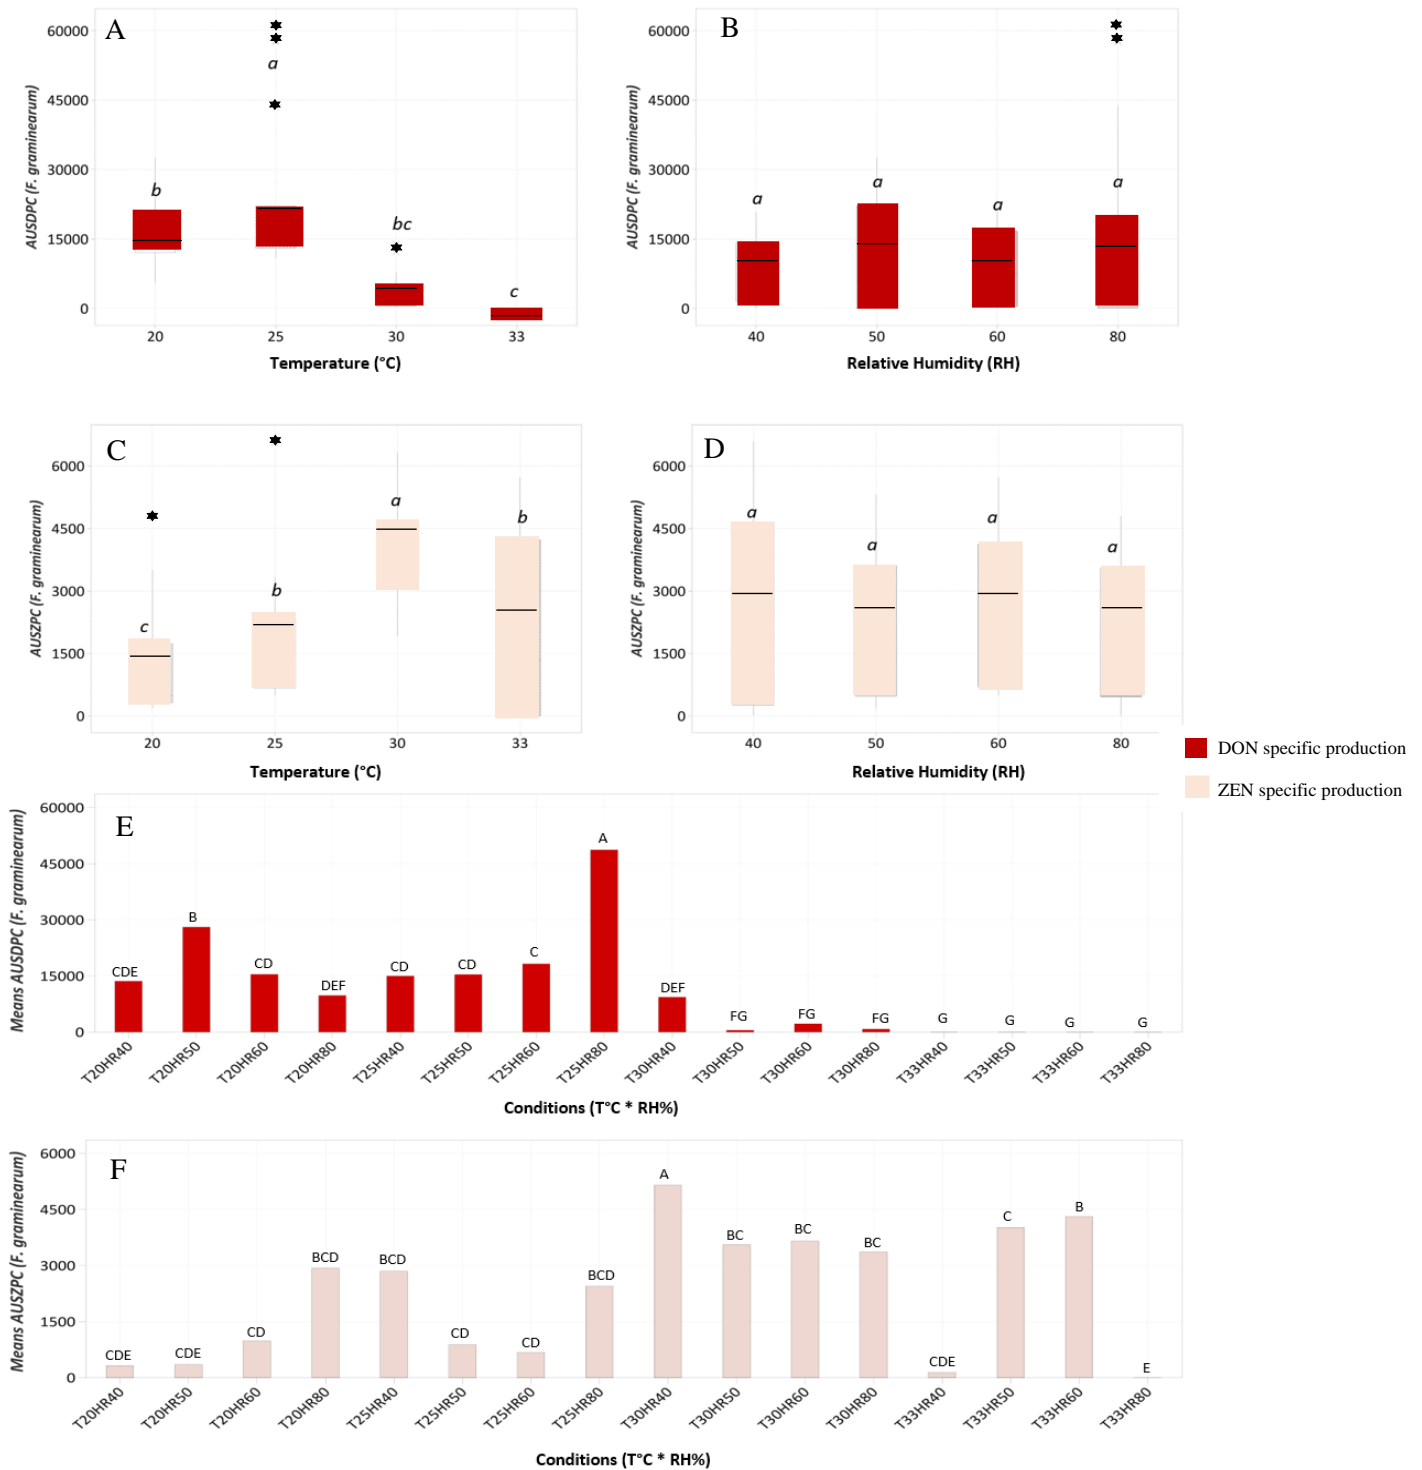 A
AUSDPC (F. graminearum)
60000
45000
30000
15000
0
b
a
bc
c
20 25 30 33
Temperature (°C)
B
AUSDPC (F. graminearum)
60000
45000
30000
15000
0
a
a
a
a
40 50 60 80
Relative Humidity (RH)
C
AUSZPC (F. graminearum)
6000
4500
3000
1500
0
c
b
a
b
20 25 30 33
Temperature (°C)
D
AUSZPC (F. graminearum)
6000
4500
3000
1500
0
a
a
a
a
40 50 60 80
Relative Humidity (RH)
DON specific production
ZEN specific production
E
Means AUSDPC (F. graminearum)
60000
45000
30000
15000
0
CDE B CD DEF CD CD C A DEF FG FG FG G G G G
T20HR40 T20HR50 T20HR60 T20HR80 T25HR40 T25HR50 T25HR60 T25HR80 T30HR40 T30HR50 T30HR60 T30HR80 T33HR40 T33HR50 T33HR60 T33HR80
Conditions (T°C * RH%)
F
Means AUSZPC (F. graminearum)
6000
4500
3000
1500
0
CDE CDE CD BCD BCD CD CD BCD A BC BC BC CDE C B E
T20HR40 T20HR50 T20HR60 T20HR80 T25HR40 T25HR50 T25HR60 T25HR80 T30HR40 T30HR50 T30HR60 T30HR80 T33HR40 T33HR50 T33HR60 T33HR80
Conditions (T°C * RH%)